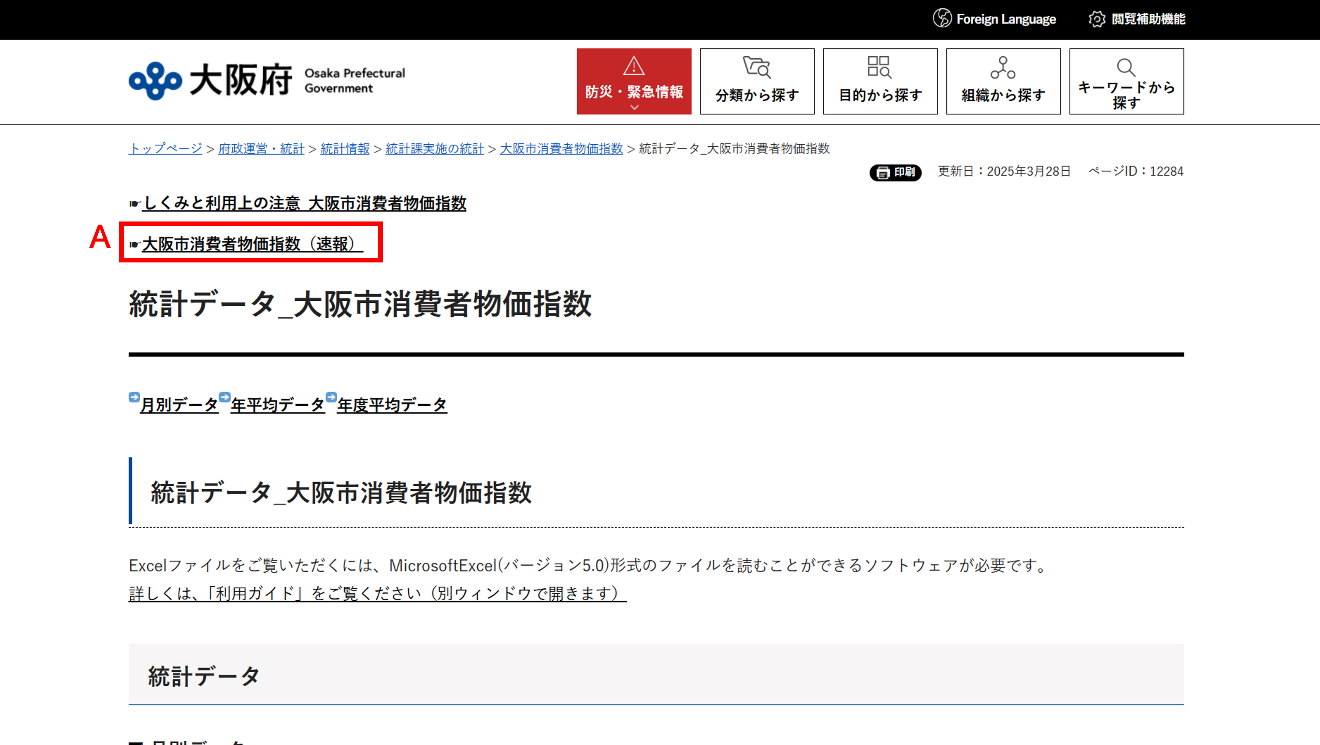 Foreign Language 閲覧補助機能
大阪府 Osaka Prefectural Government
防災・緊急情報
分類から探す
目的から探す
組織から探す
キーワードから探す
トップページ > 府政運営・統計 > 統計情報 > 統計課実施の統計 > 大阪市消費者物価指数 > 統計データ_大阪市消費者物価指数
印刷 更新日：2025年3月28日 ページID：12284
☛しくみと利用上の注意_大阪市消費者物価指数
A ☛大阪市消費者物価指数（速報）
統計データ_大阪市消費者物価指数
月別データ 年平均データ 年度平均データ
統計データ_大阪市消費者物価指数
Excelファイルをご覧いただくには、MicrosoftExcel(バージョン5.0)形式のファイルを読むことができるソフトウェアが必要です。
詳しくは、「利用ガイド」をご覧ください（別ウィンドウで開きます）
統計データ